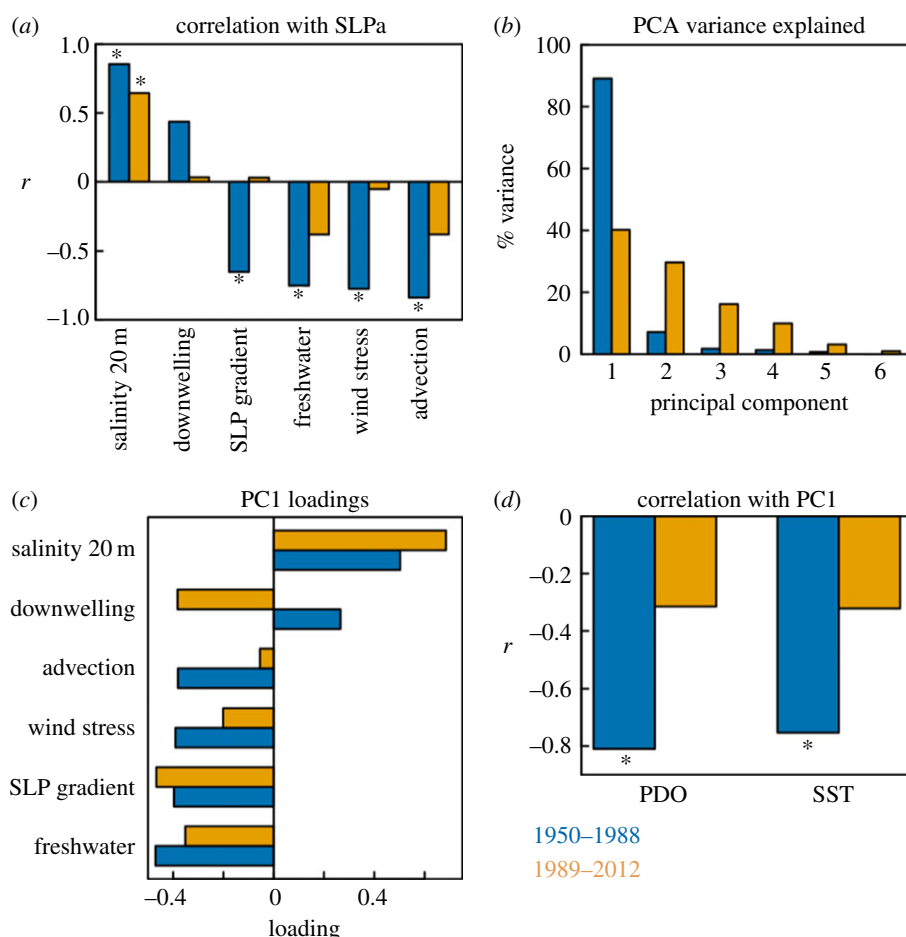 (a) correlation with SLPa
1.0
0.5
0
−0.5
−1.0
r
*
*
*
*
*
*
salinity 20 m
downwelling
SLP gradient
freshwater
wind stress
advection
(b) PCA variance explained
100
80
60
40
20
0
% variance
1 2 3 4 5 6
principal component
(c) PC1 loadings
salinity 20 m
downwelling
advection
wind stress
SLP gradient
freshwater
−0.4 0 0.4
loading
(d) correlation with PC1
0
−0.2
−0.4
−0.6
−0.8
r
*
*
PDO SST
1950–1988
1989–2012